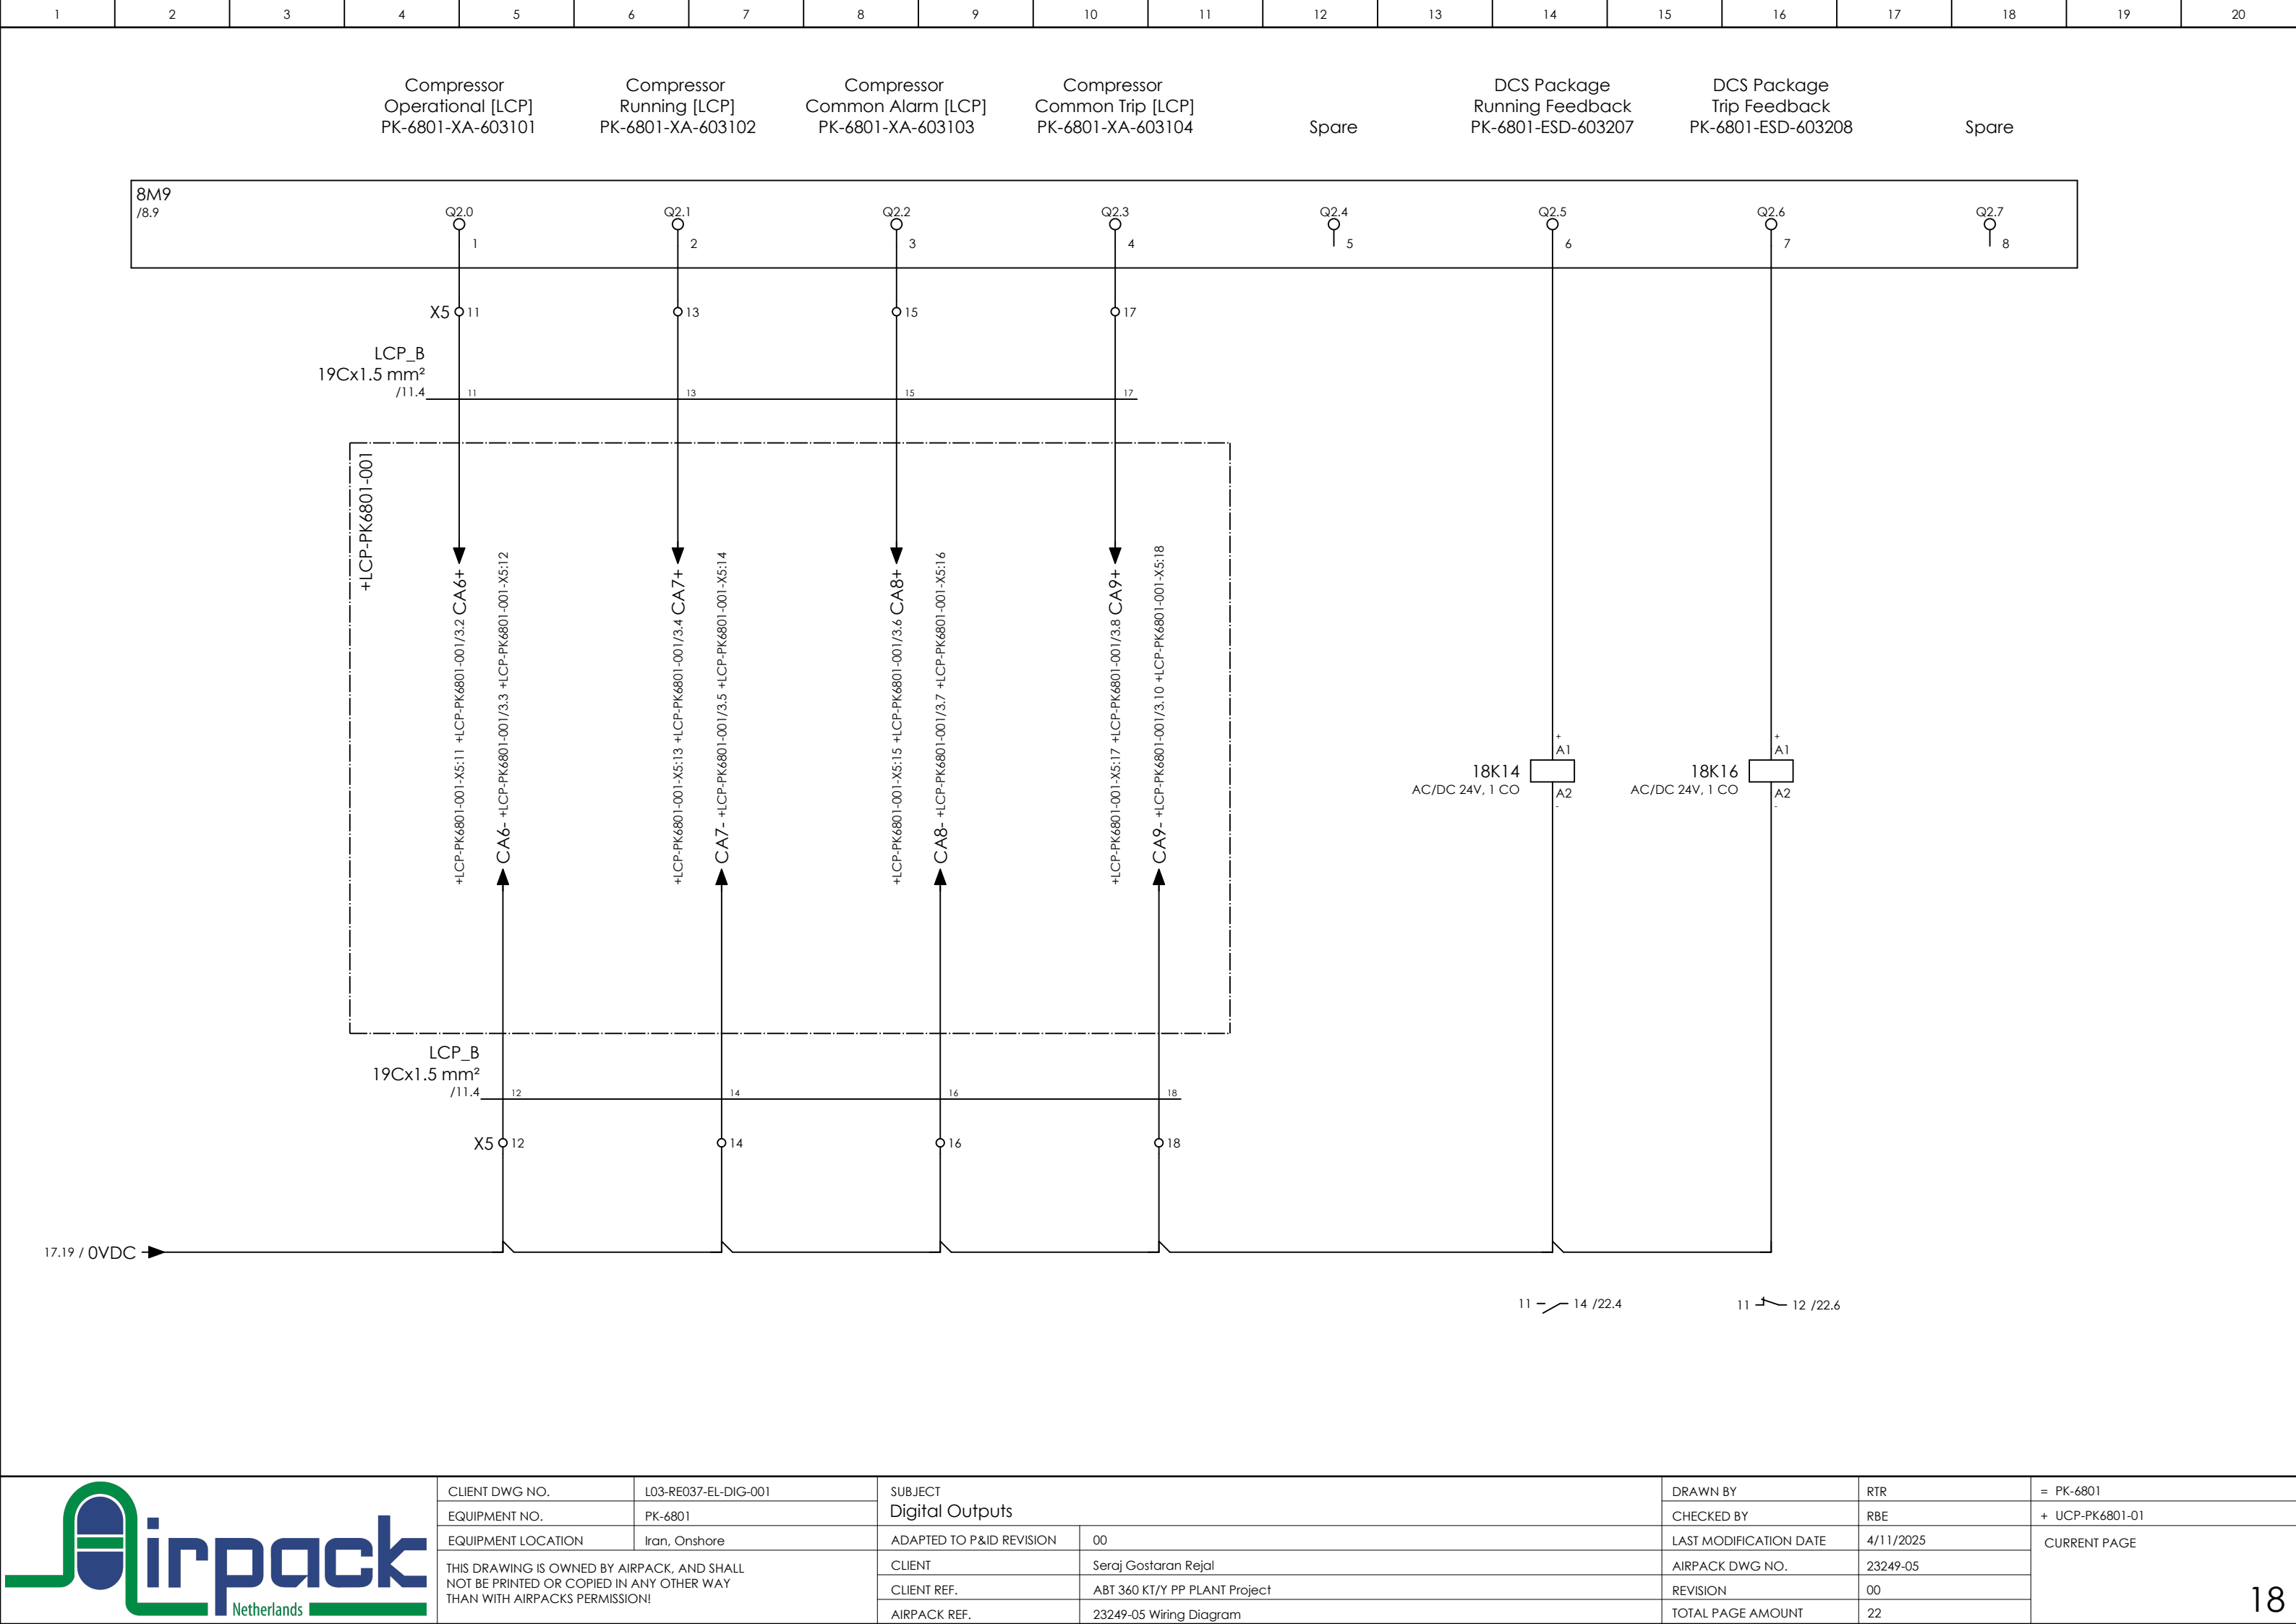 1 2 3 4 5 6 7 8 9 10 11 12 13 14 15 16 17 18 19 20
Compressor
Operational [LCP]
PK-6801-XA-603101
Compressor
Running [LCP]
PK-6801-XA-603102
Compressor
Common Alarm [LCP]
PK-6801-XA-603103
Compressor
Common Trip [LCP]
PK-6801-XA-603104
Spare
DCS Package
Running Feedback
PK-6801-ESD-603207
DCS Package
Trip Feedback
PK-6801-ESD-603208
Spare
8M9
/8.9
Q2.0 Q2.1 Q2.2 Q2.3 Q2.4 Q2.5 Q2.6 Q2.7
1 2 3 4 5 6 7 8
X5 11 13 15 17
LCP_B
19Cx1.5 mm²
/11.4 11 13 15 17
+LCP-PK6801-001
+LCP-PK6801-001-X5:11 +LCP-PK6801-001/3.2 CA6+
CA6- +LCP-PK6801-001/3.3 +LCP-PK6801-001-X5:12
+LCP-PK6801-001-X5:13 +LCP-PK6801-001/3.4 CA7+
CA7- +LCP-PK6801-001/3.5 +LCP-PK6801-001-X5:14
+LCP-PK6801-001-X5:15 +LCP-PK6801-001/3.6 CA8+
CA8- +LCP-PK6801-001/3.7 +LCP-PK6801-001-X5:16
+LCP-PK6801-001-X5:17 +LCP-PK6801-001/3.8 CA9+
CA9- +LCP-PK6801-001/3.10 +LCP-PK6801-001-X5:18
+ +
A1 A1
18K14 18K16
AC/DC 24V, 1 CO AC/DC 24V, 1 CO
A2 A2
- -
LCP_B
19Cx1.5 mm²
/11.4 12 14 16 18
X5 12 14 16 18
17.19 / 0VDC
11 14 /22.4
11 12 /22.6
Airpack
Netherlands
CLIENT DWG NO. L03-RE037-EL-DIG-001
EQUIPMENT NO. PK-6801
EQUIPMENT LOCATION Iran, Onshore
THIS DRAWING IS OWNED BY AIRPACK, AND SHALL
NOT BE PRINTED OR COPIED IN ANY OTHER WAY
THAN WITH AIRPACKS PERMISSION!
SUBJECT
Digital Outputs
ADAPTED TO P&ID REVISION 00
CLIENT Seraj Gostaran Rejal
CLIENT REF. ABT 360 KT/Y PP PLANT Project
AIRPACK REF. 23249-05 Wiring Diagram
DRAWN BY RTR
CHECKED BY RBE
LAST MODIFICATION DATE 4/11/2025
AIRPACK DWG NO. 23249-05
REVISION 00
TOTAL PAGE AMOUNT 22
= PK-6801
+ UCP-PK6801-01
CURRENT PAGE
18